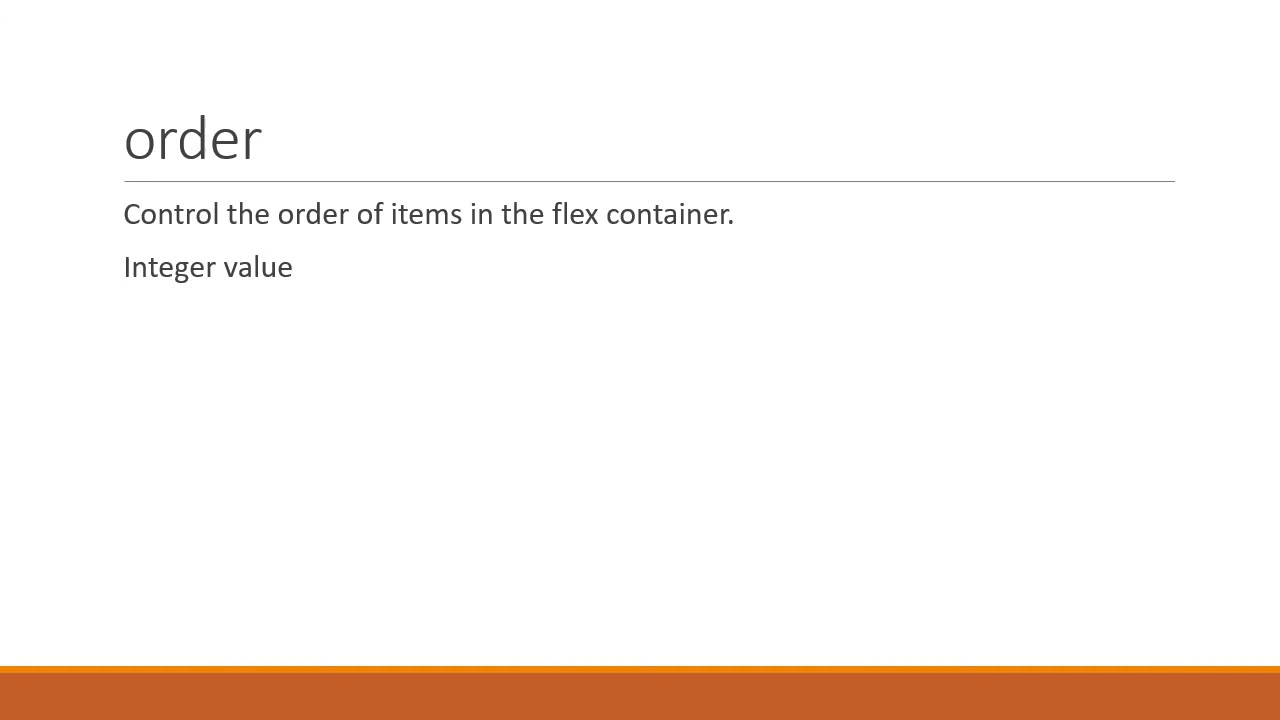 order
Control the order of items in the flex container.
Integer value